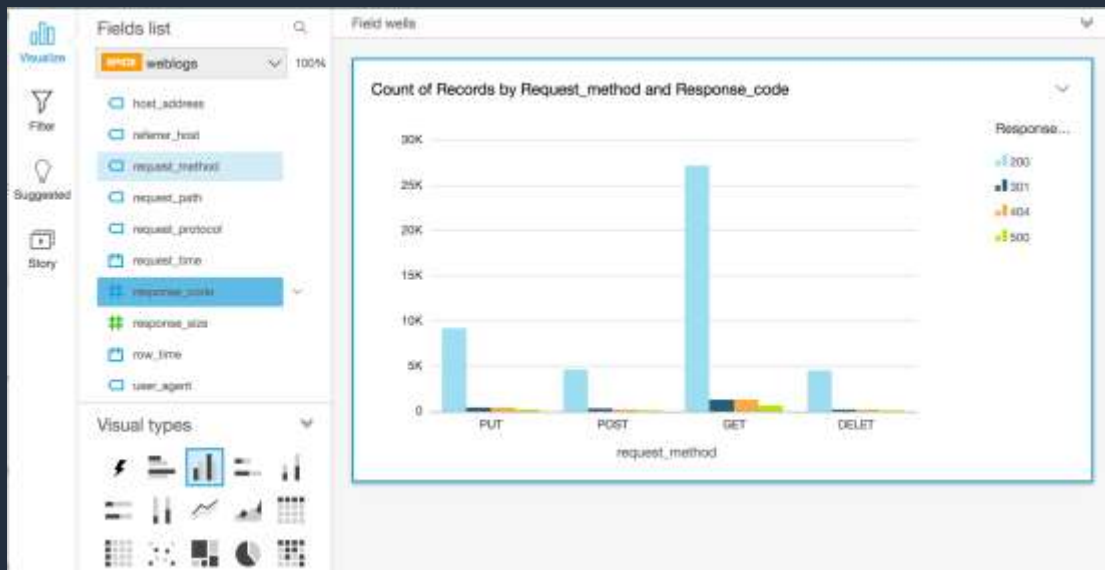 Visualize
Filter
Suggested
Story
Fields list
SPICE weblogs 100%
host_address
referrer_host
request_method
request_path
request_protocol
request_time
response_code
response_size
row_time
user_agent
Visual types
Field wells
Count of Records by Request_method and Response_code
30K
25K
20K
15K
10K
5K
0
PUT POST GET DELET
request_method
Response...
200
301
404
500